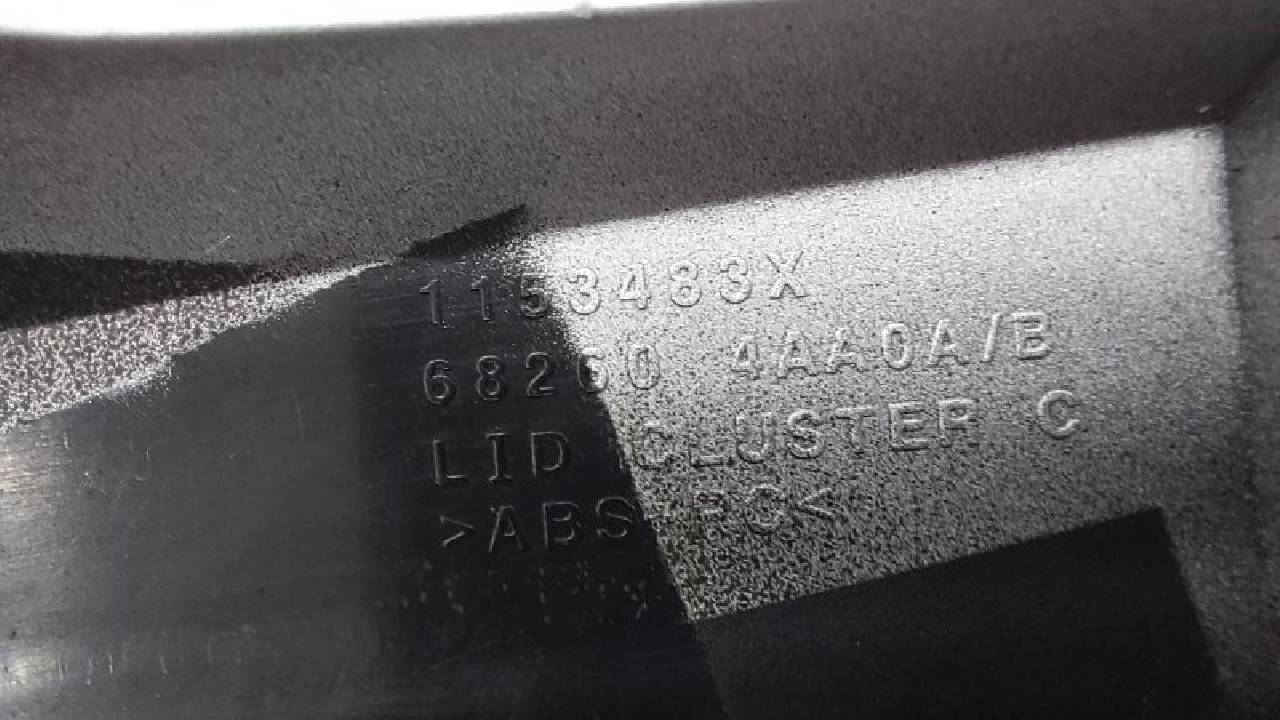 1153483X
68260 4AA0A/B
LID CLUSTER C
>ABS+PC<